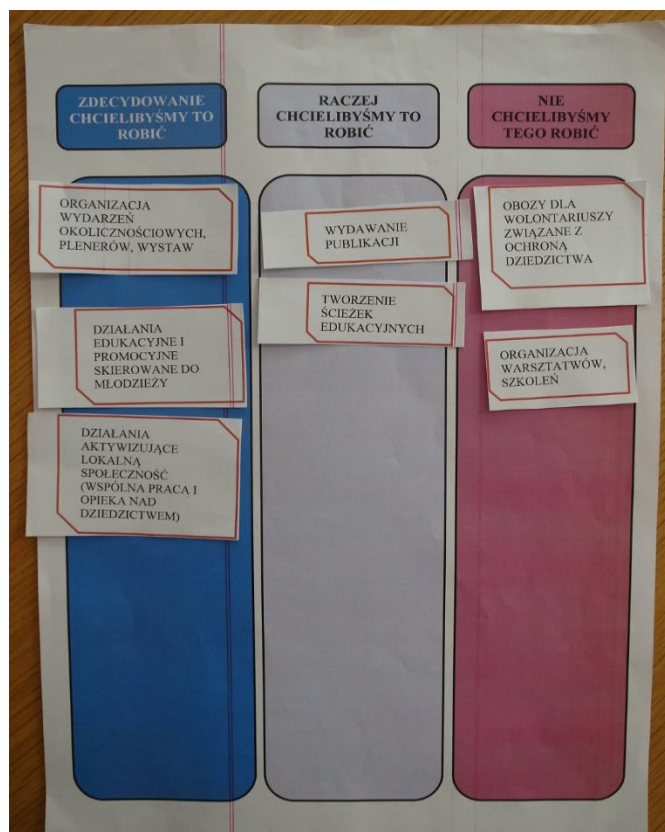 ZDECYDOWANIE
CHCIELIBYŚMY TO
ROBIĆ
ORGANIZACJA
WYDARZEŃ
OKOLICZNOŚCIOWYCH,
PLENERÓW, WYSTAW
DZIAŁANIA
EDUKACYJNE I
PROMOCYJNE
SKIEROWANE DO
MŁODZIEŻY
DZIAŁANIA
AKTYWIZUJĄCE
LOKALNĄ
SPOŁECZNOŚĆ
(WSPÓLNA PRACA I
OPIEKA NAD
DZIEDZICTWEM)
RACZEJ
CHCIELIBYŚMY TO
ROBIĆ
WYDAWANIE
PUBLIKACJI
TWORZENIE
ŚCIEŻEK
EDUKACYJNYCH
NIE
CHCIELIBYŚMY
TEGO ROBIĆ
OBOZY DLA
WOLONTARIUSZY
ZWIĄZANE Z
OCHRONĄ
DZIEDZICTWA
ORGANIZACJA
WARSZTATWÓW,
SZKOLEŃ